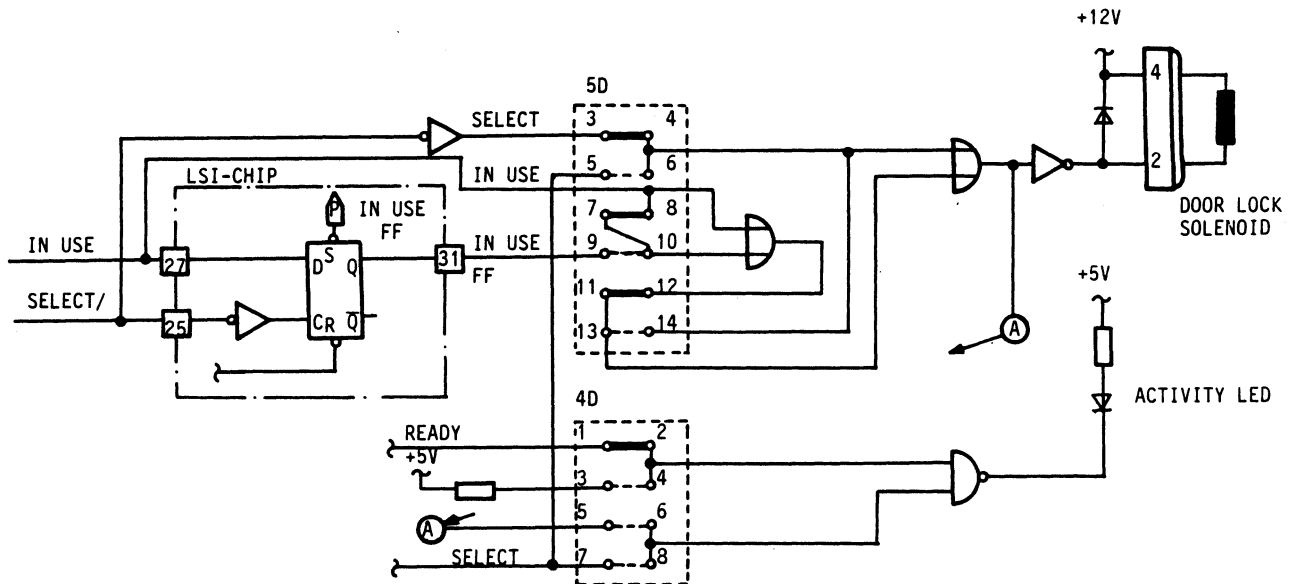 +12V
4
2
DOOR LOCK
SOLENOID
5D
SELECT
3 4
5 6
IN USE
7 8
IN USE
FF
9 10
11 12
13 14
LSI-CHIP
P
IN USE
FF
S
D Q
CR Q̅
27
31
25
IN USE
SELECT/
A
+5V
ACTIVITY LED
4D
READY
1 2
+5V
3 4
5 6
A
SELECT
7 8